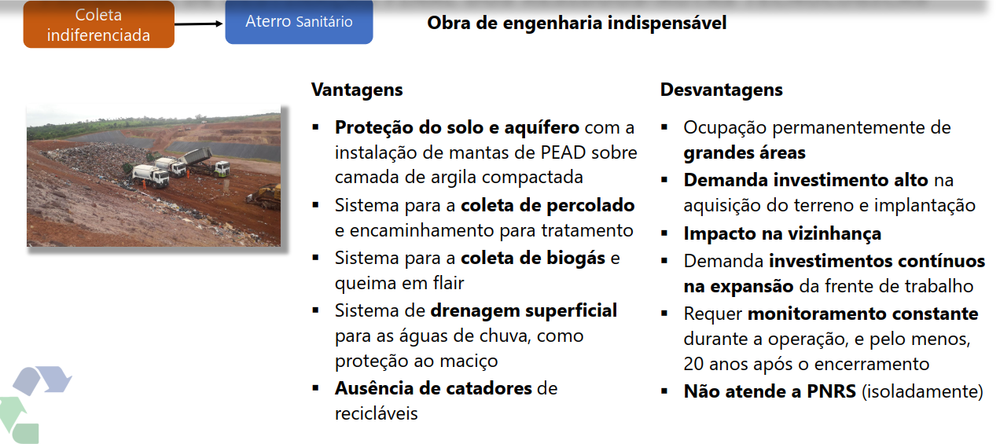 Coleta
indiferenciada
Aterro Sanitário
Obra de engenharia indispensável
Vantagens
▪ Proteção do solo e aquífero com a
instalação de mantas de PEAD sobre
camada de argila compactada
▪ Sistema para a coleta de percolado
e encaminhamento para tratamento
▪ Sistema para a coleta de biogás e
queima em flair
▪ Sistema de drenagem superficial
para as águas de chuva, como
proteção ao maciço
▪ Ausência de catadores de
recicláveis
Desvantagens
▪ Ocupação permanentemente de
grandes áreas
▪ Demanda investimento alto na
aquisição do terreno e implantação
▪ Impacto na vizinhança
▪ Demanda investimentos contínuos
na expansão da frente de trabalho
▪ Requer monitoramento constante
durante a operação, e pelo menos,
20 anos após o encerramento
▪ Não atende a PNRS (isoladamente)